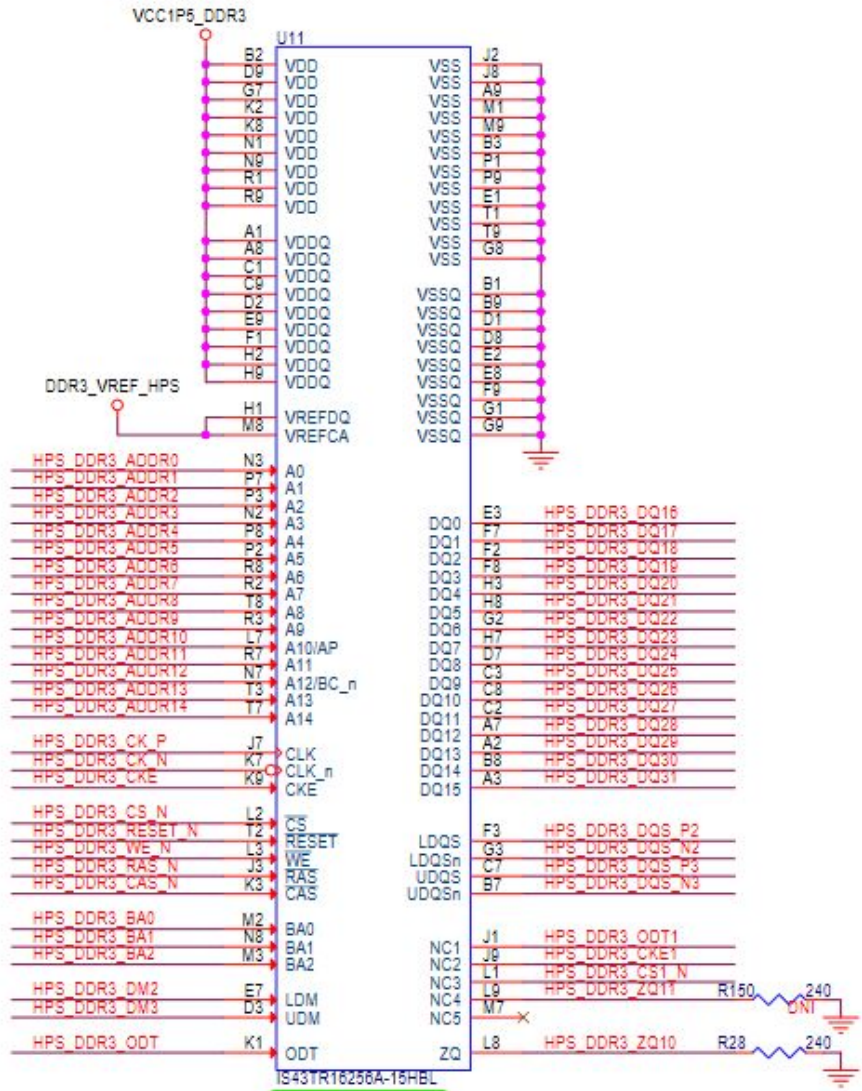 VCC1P5_DDR3
U11
B2 VDD VSS J2
D9 VDD VSS J8
G7 VDD VSS A9
K2 VDD VSS M1
K8 VDD VSS M9
N1 VDD VSS B3
N9 VDD VSS P1
R1 VDD VSS P9
R9 VDD VSS E1
VSS T1
A1 VDDQ VSS T9
A8 VDDQ VSS G8
C1 VDDQ
C9 VDDQ VSSQ B1
D2 VDDQ VSSQ B9
E9 VDDQ VSSQ D1
F1 VDDQ VSSQ D8
H2 VDDQ VSSQ E2
H9 VDDQ VSSQ E8
DDR3_VREF_HPS
VSSQ F9
H1 VREFDQ VSSQ G1
M8 VREFCA VSSQ G9
HPS_DDR3_ADDR0 N3 A0
HPS_DDR3_ADDR1 P7 A1
HPS_DDR3_ADDR2 P3 A2
HPS_DDR3_ADDR3 N2 A3 DQ0 E3 HPS_DDR3_DQ16
HPS_DDR3_ADDR4 P8 A4 DQ1 F7 HPS_DDR3_DQ17
HPS_DDR3_ADDR5 P2 A5 DQ2 F2 HPS_DDR3_DQ18
HPS_DDR3_ADDR6 R8 A6 DQ3 F8 HPS_DDR3_DQ19
HPS_DDR3_ADDR7 R2 A7 DQ4 H3 HPS_DDR3_DQ20
HPS_DDR3_ADDR8 T8 A8 DQ5 H8 HPS_DDR3_DQ21
HPS_DDR3_ADDR9 R3 A9 DQ6 G2 HPS_DDR3_DQ22
HPS_DDR3_ADDR10 L7 A10/AP DQ7 H7 HPS_DDR3_DQ23
HPS_DDR3_ADDR11 R7 A11 DQ8 D7 HPS_DDR3_DQ24
HPS_DDR3_ADDR12 N7 A12/BC_n DQ9 C3 HPS_DDR3_DQ25
HPS_DDR3_ADDR13 T3 A13 DQ10 C8 HPS_DDR3_DQ26
HPS_DDR3_ADDR14 T7 A14 DQ11 C2 HPS_DDR3_DQ27
DQ12 A7 HPS_DDR3_DQ28
HPS_DDR3_CK_P J7 CLK DQ13 A2 HPS_DDR3_DQ29
HPS_DDR3_CK_N K7 CLK_n DQ14 B8 HPS_DDR3_DQ30
HPS_DDR3_CKE K9 CKE DQ15 A3 HPS_DDR3_DQ31
HPS_DDR3_CS_N L2 CS
HPS_DDR3_RESET_N T2 RESET LDQS F3 HPS_DDR3_DQS_P2
HPS_DDR3_WE_N L3 WE LDQSn G3 HPS_DDR3_DQS_N2
HPS_DDR3_RAS_N J3 RAS UDQS C7 HPS_DDR3_DQS_P3
HPS_DDR3_CAS_N K3 CAS UDQSn B7 HPS_DDR3_DQS_N3
HPS_DDR3_BA0 M2 BA0
HPS_DDR3_BA1 N8 BA1 NC1 J1 HPS_DDR3_ODT1
HPS_DDR3_BA2 M3 BA2 NC2 J9 HPS_DDR3_CKE1
NC3 L1 HPS_DDR3_CS1_N
HPS_DDR3_DM2 E7 LDM NC4 L9 HPS_DDR3_ZQ11 R150 240
HPS_DDR3_DM3 D3 UDM NC5 M7 DNI
HPS_DDR3_ODT K1 ODT ZQ L8 HPS_DDR3_ZQ10 R28 240
IS43TR16256A-15HBL